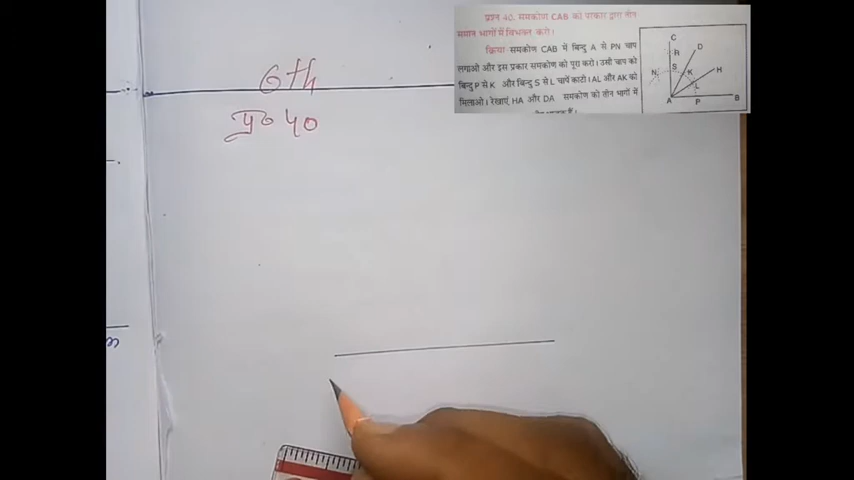 6th
प्र० 40
प्रश्न 40. समकोण CAB को परकार द्वारा तीन
समान भागों में विभक्त करो।
क्रिया-समकोण CAB में बिन्दु A से PN चाप
लगाओ और इस प्रकार समकोण को पूरा करो। उसी चाप को
बिन्दु P से K और बिन्दु S से L चापें काटो। AL और AK को
मिलाओ। रेखाएं HA और DA समकोण को तीन भागों में
C
R
D
S
N
K
H
L
A
P
B